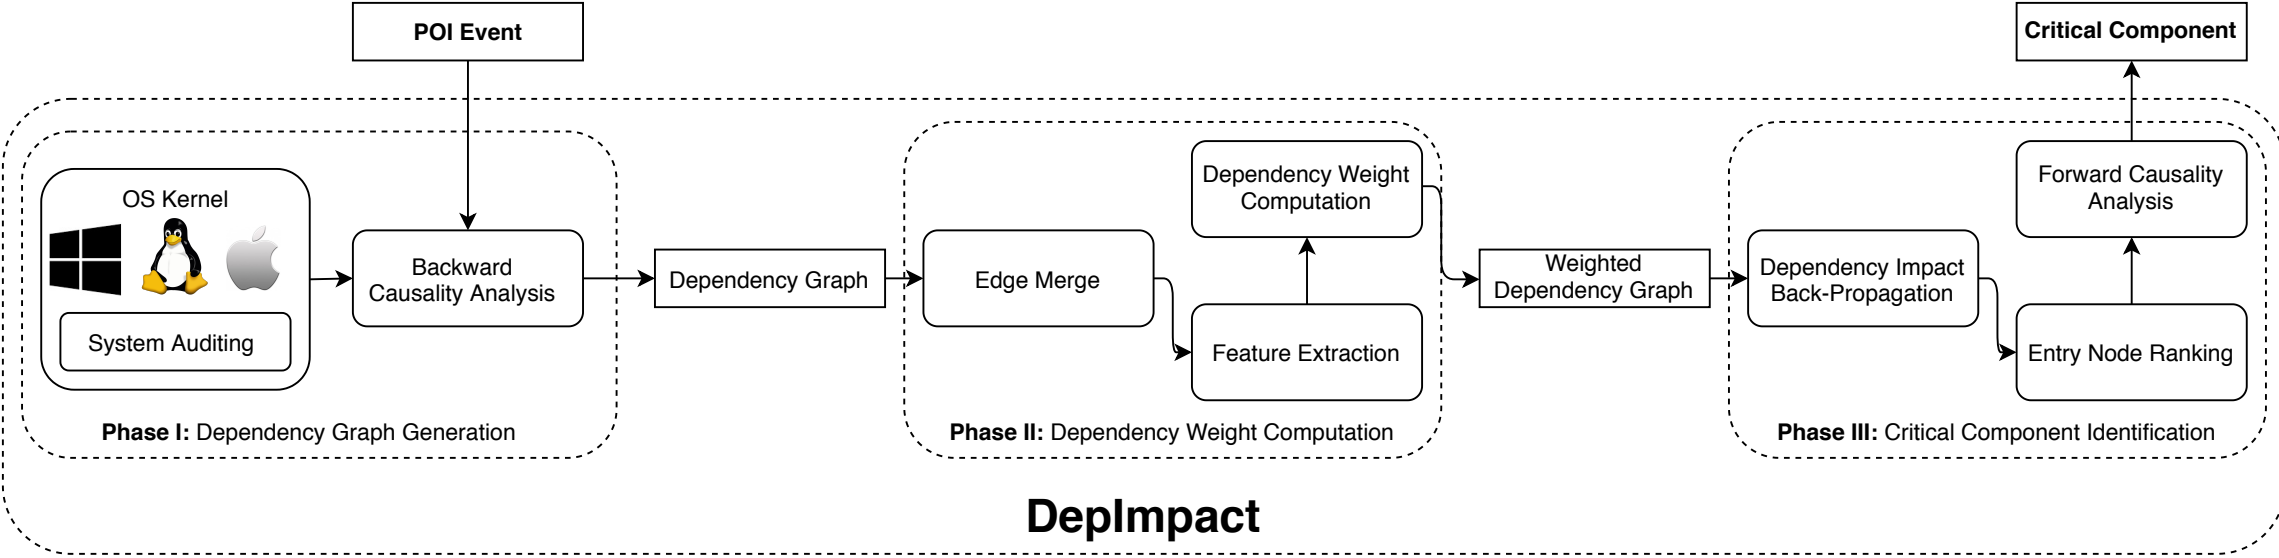 POI Event
Critical Component
OS Kernel
System Auditing
Backward
Causality Analysis
Phase I: Dependency Graph Generation
Dependency Graph
Edge Merge
Dependency Weight
Computation
Feature Extraction
Phase II: Dependency Weight Computation
Weighted
Dependency Graph
Dependency Impact
Back-Propagation
Forward Causality
Analysis
Entry Node Ranking
Phase III: Critical Component Identification
DepImpact